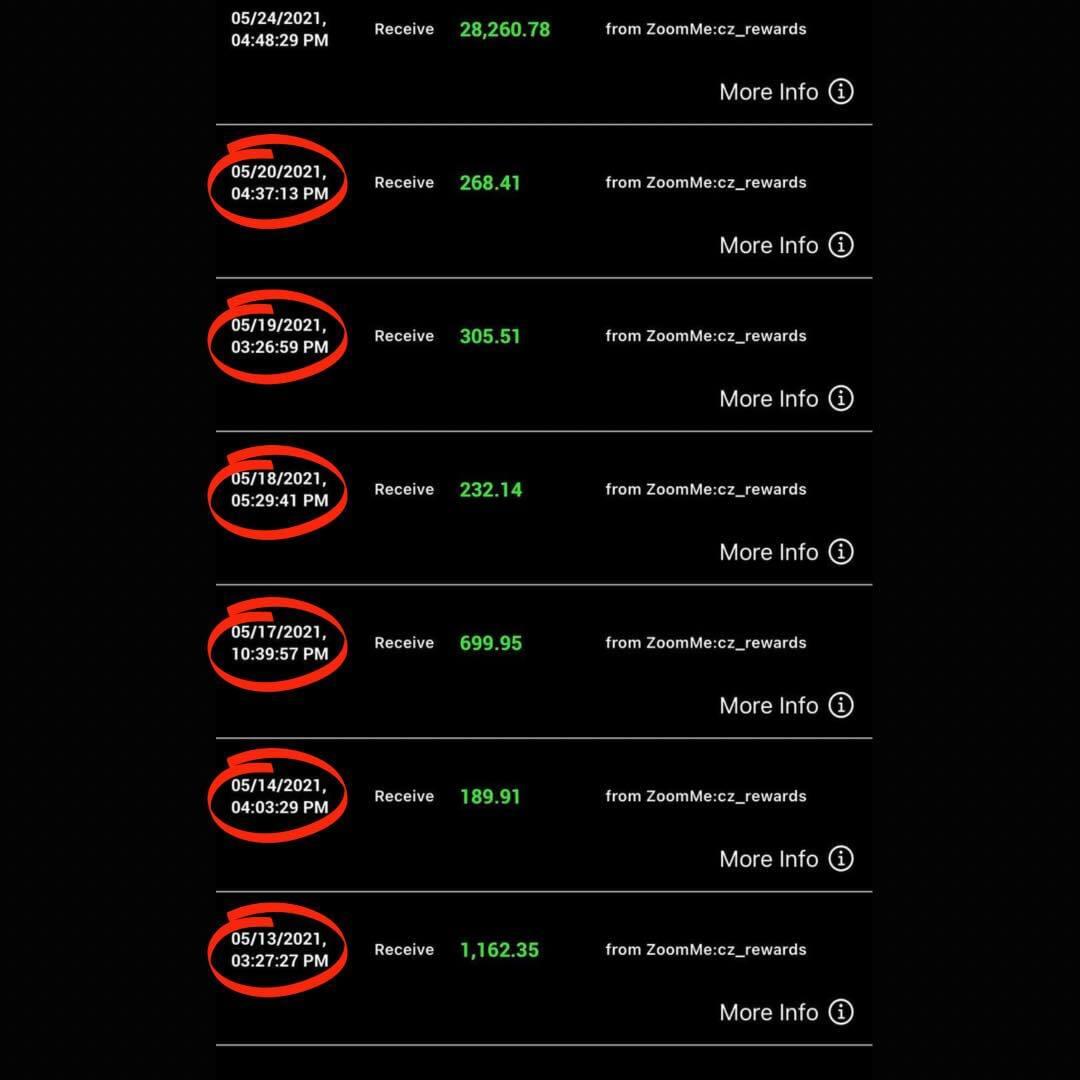 05/24/2021,
04:48:29 PM
Receive
28,260.78
from ZoomMe:cz_rewards
More Info
05/20/2021,
04:37:13 PM
Receive
268.41
from ZoomMe:cz_rewards
More Info
05/19/2021,
03:26:59 PM
Receive
305.51
from ZoomMe:cz_rewards
More Info
05/18/2021,
05:29:41 PM
Receive
232.14
from ZoomMe:cz_rewards
More Info
05/17/2021,
10:39:57 PM
Receive
699.95
from ZoomMe:cz_rewards
More Info
05/14/2021,
04:03:29 PM
Receive
189.91
from ZoomMe:cz_rewards
More Info
05/13/2021,
03:27:27 PM
Receive
1,162.35
from ZoomMe:cz_rewards
More Info